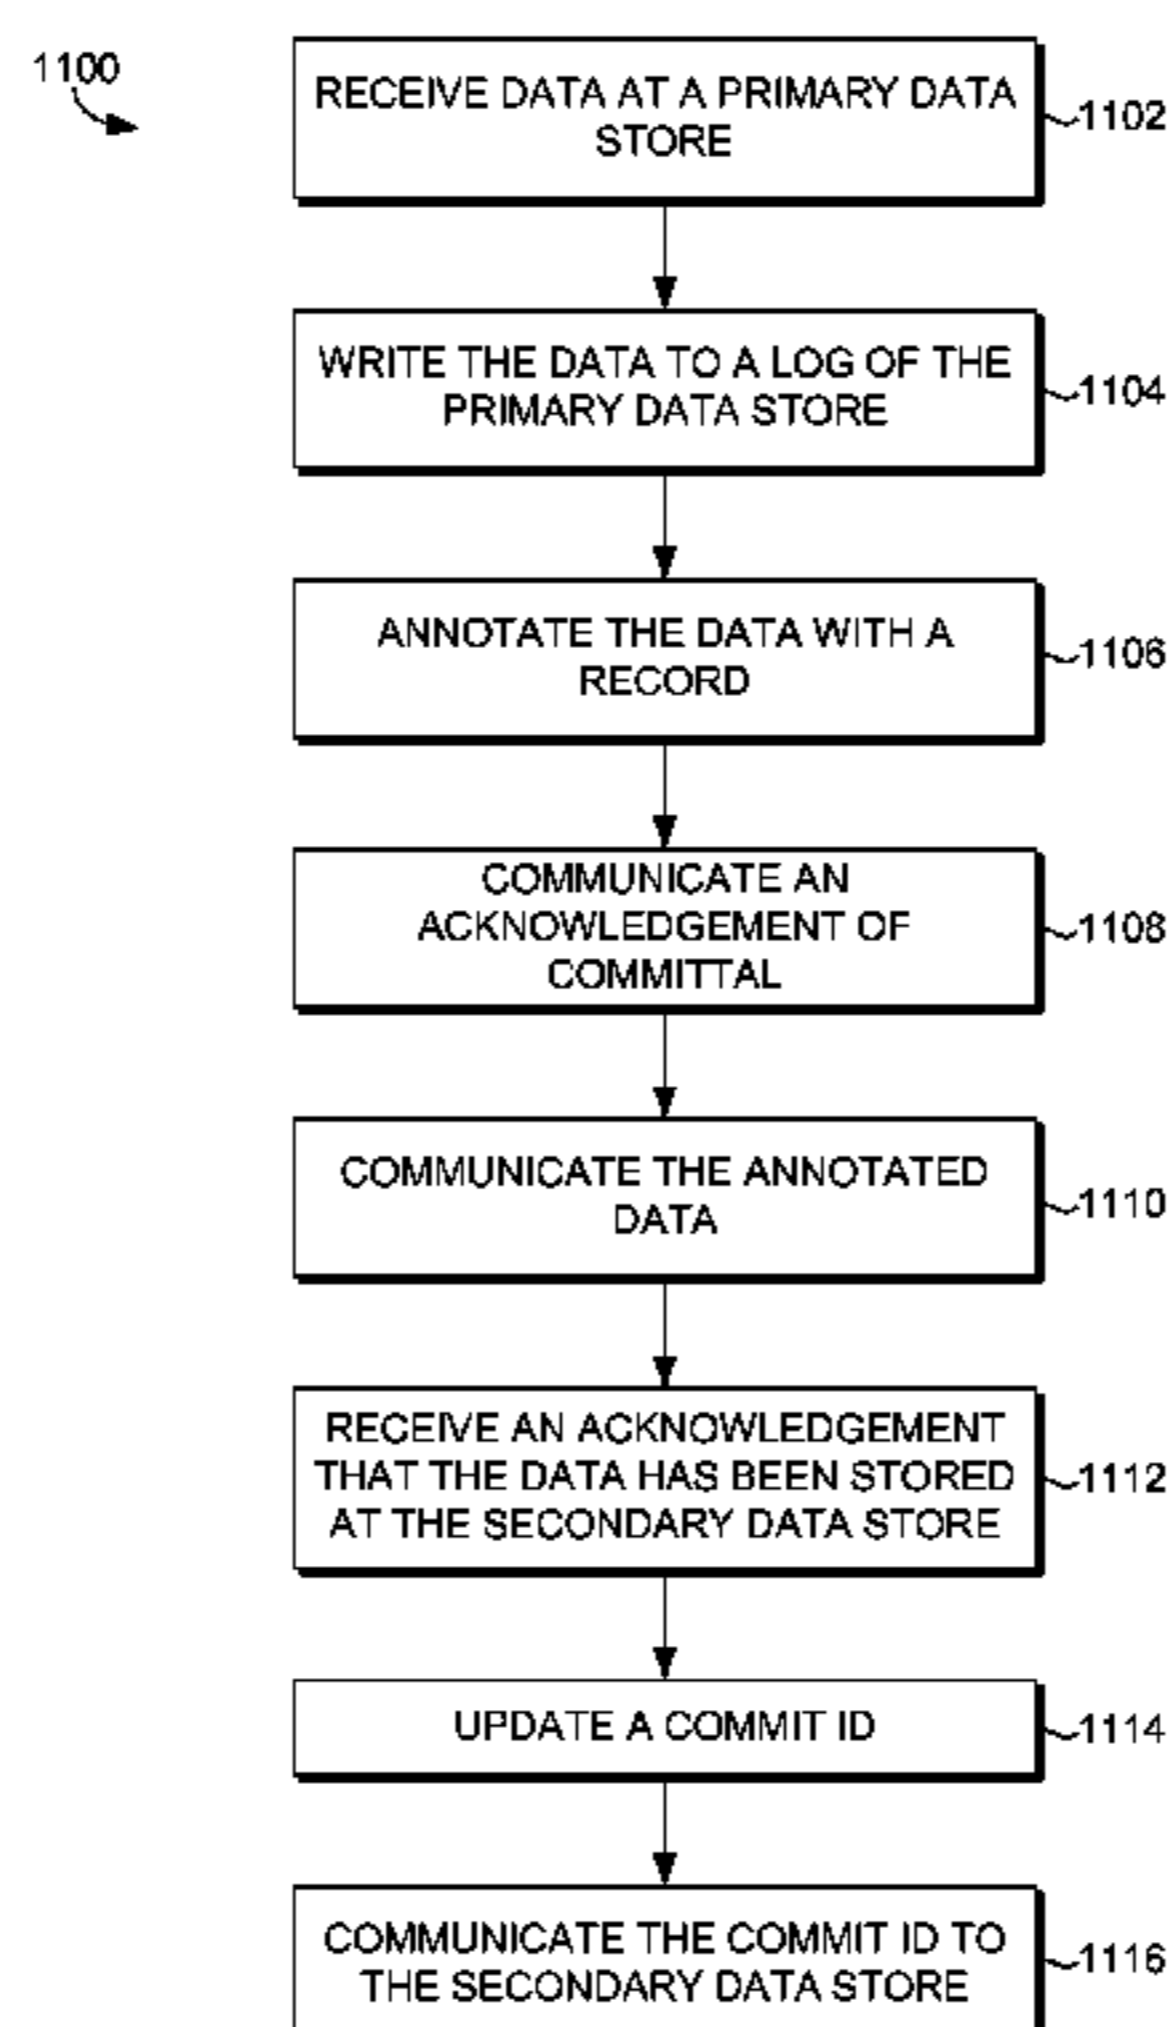 1100
RECEIVE DATA AT A PRIMARY DATA
STORE
1102
WRITE THE DATA TO A LOG OF THE
PRIMARY DATA STORE
1104
ANNOTATE THE DATA WITH A
RECORD
1106
COMMUNICATE AN
ACKNOWLEDGEMENT OF
COMMITTAL
1108
COMMUNICATE THE ANNOTATED
DATA
1110
RECEIVE AN ACKNOWLEDGEMENT
THAT THE DATA HAS BEEN STORED
AT THE SECONDARY DATA STORE
1112
UPDATE A COMMIT ID
1114
COMMUNICATE THE COMMIT ID TO
THE SECONDARY DATA STORE
1116